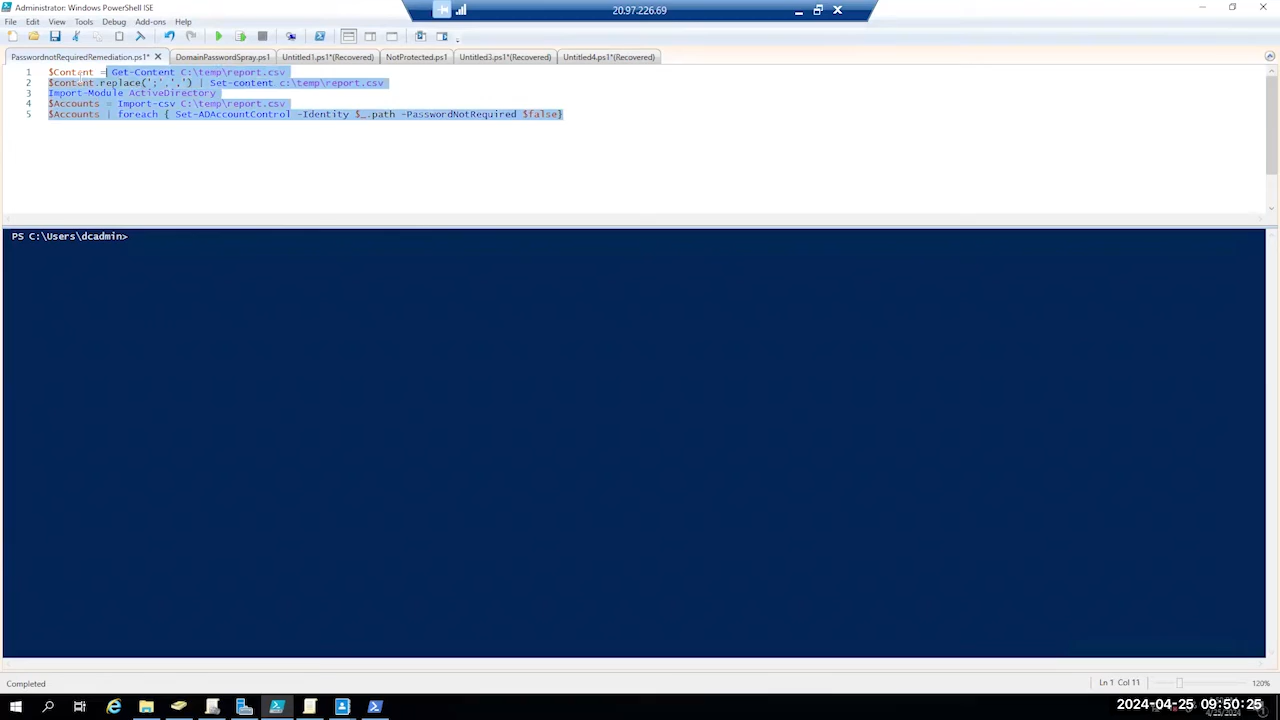 Administrator: Windows PowerShell ISE
20.97.226.69
File Edit View Tools Debug Add-ons Help
PasswordnotRequiredRemediation.ps1* DomainPasswordSpray.ps1 Untitled1.ps1*(Recovered) NotProtected.ps1 Untitled3.ps1*(Recovered) Untitled4.ps1*(Recovered)
1 $Content = Get-Content C:\temp\report.csv
2 $content.replace(';',',') | Set-content c:\temp\report.csv
3 Import-Module ActiveDirectory
4 $Accounts = Import-csv C:\temp\report.csv
5 $Accounts | foreach { Set-ADAccountControl -Identity $_.path -PasswordNotRequired $false}
PS C:\Users\dcadmin>
Completed
Ln 1 Col 11
120%
2024-04-25 09:50:25